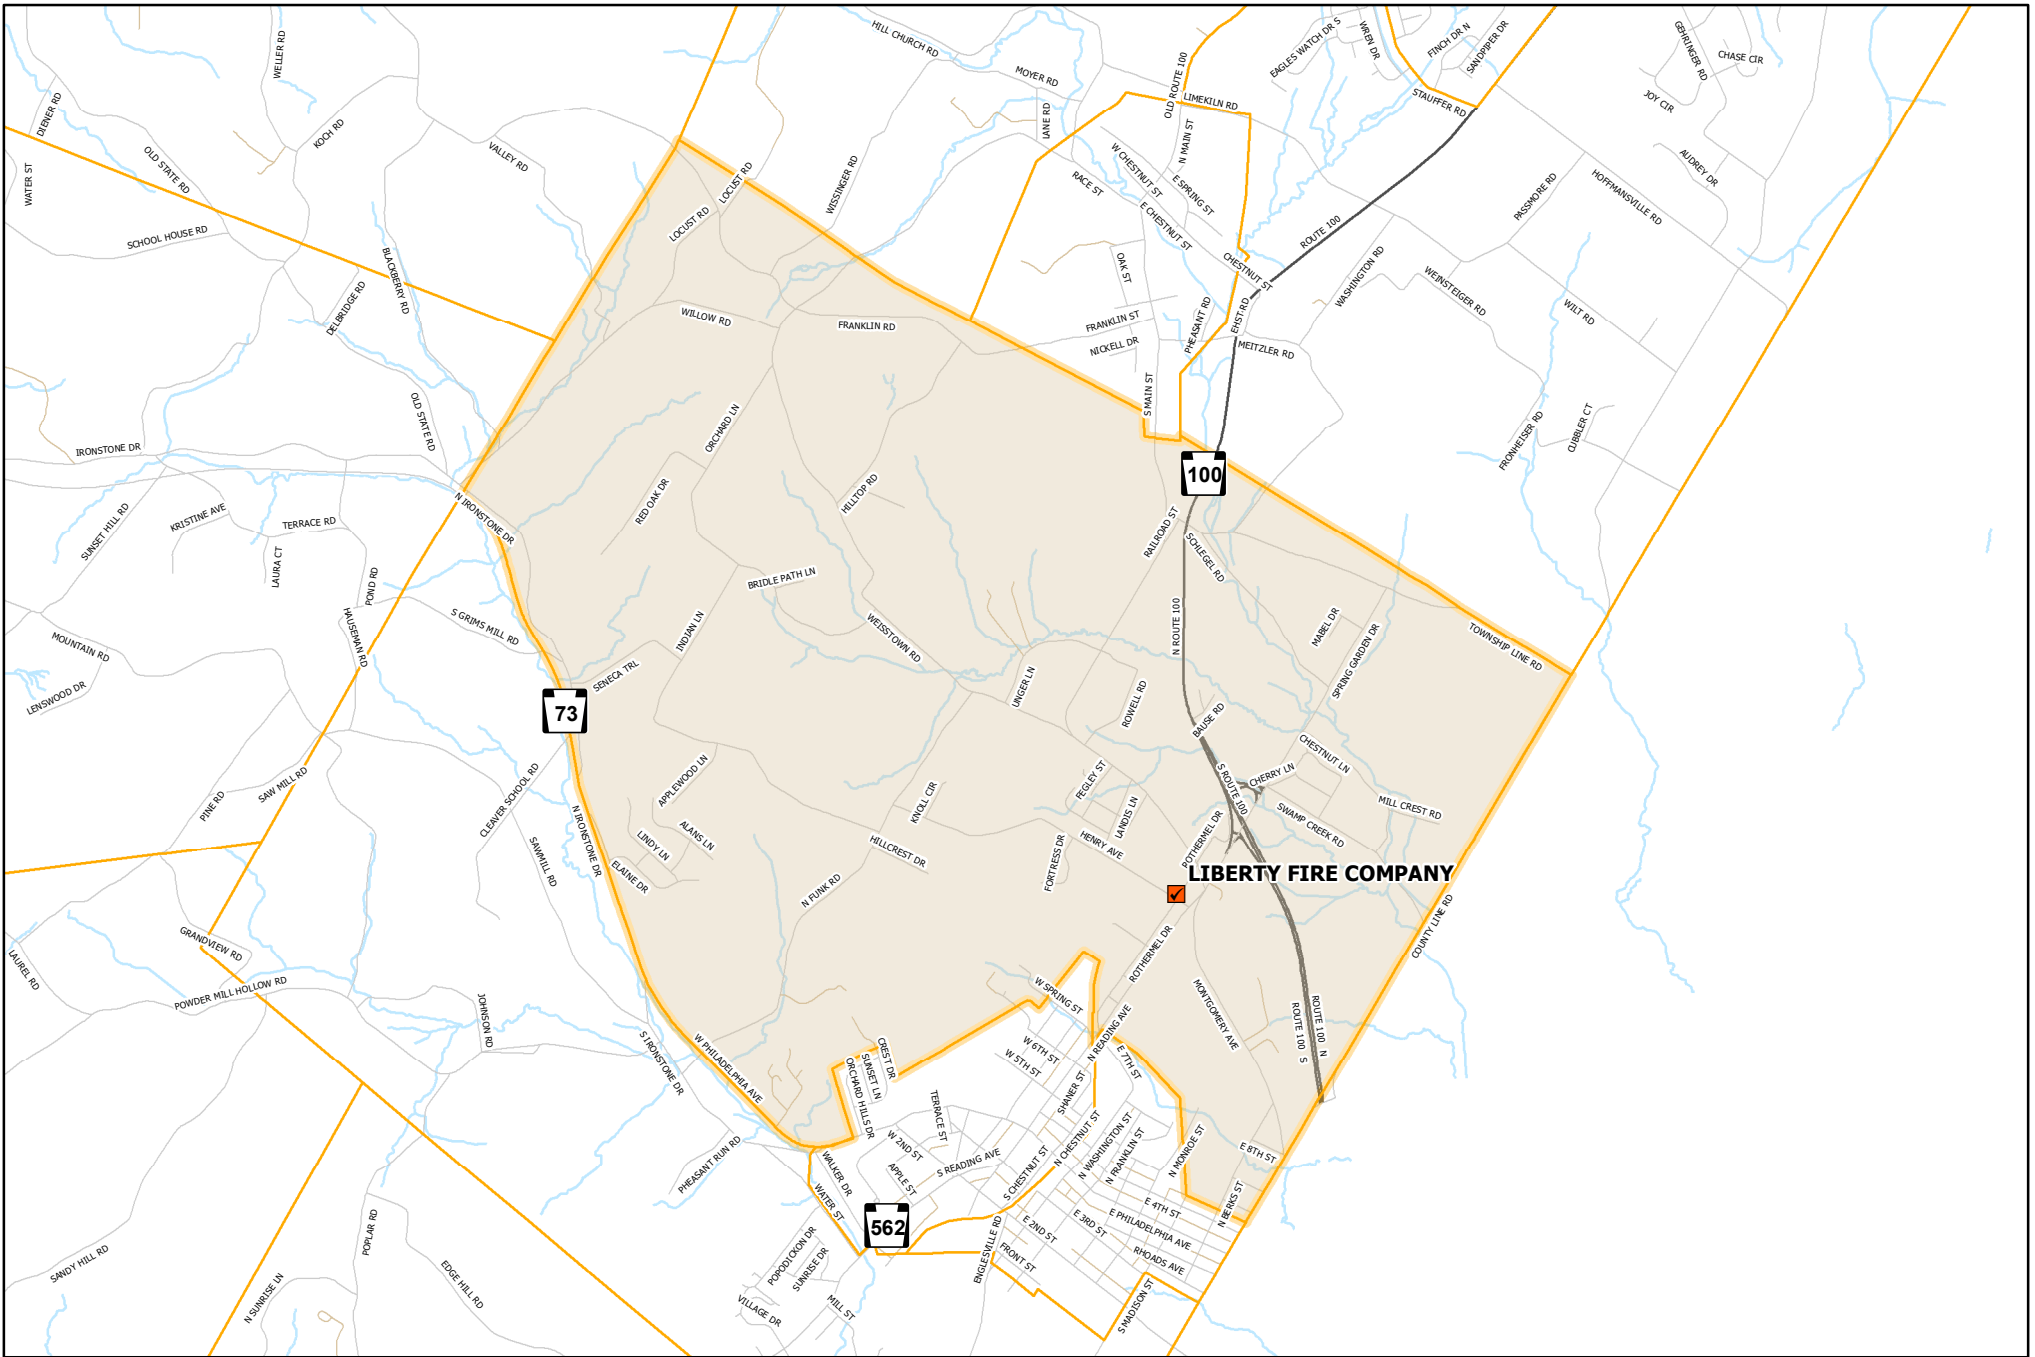 HILL CHURCH RD
WELLER RD
EAGLES WATCH DR S
WREN DR
FINCH DR N
SANDPIPER DR
GEHRINGER RD
CHASE CIR
MOYER RD
OLD ROUTE 100
LIMEKILN RD
STAUFFER RD
JOY CIR
DIENER RD
KOCH RD
LANE RD
N MAIN ST
OLD STATE RD
VALLEY RD
W CHESTNUT ST
AUDREY DR
WATER ST
LOCUST RD
WISSINGER RD
RACE ST
E SPRING ST
PASSMORE RD
HOFFMANSVILLE RD
SCHOOL HOUSE RD
LOCUST RD
E CHESTNUT ST
ROUTE 100
BLACKBERRY RD
OAK ST
CHESTNUT ST
WASHINGTON RD
WEINSTEIGER RD
DELBRIDGE RD
WILLOW RD
FRANKLIN RD
FRANKLIN ST
PHEASANT RD
EHST RD
WILT RD
NICKELL DR
MEITZLER RD
OLD STATE RD
ORCHARD LN
S MAIN ST
FRONHEISER RD
CUBBLER CT
IRONSTONE DR
100
N IRONSTONE DR
RED OAK DR
HILLTOP RD
SUNSET HILL RD
KRISTINE AVE
TERRACE RD
RAILROAD ST
SCHLEGEL RD
LAURA CT
POND RD
BRIDLE PATH LN
HAUSEMAN RD
S GRIMS MILL RD
INDIAN LN
WEISSTOWN RD
N ROUTE 100
MABEL DR
SPRING GARDEN DR
TOWNSHIP LINE RD
MOUNTAIN RD
LENSWOOD DR
SENECA TRL
UNGER LN
ROWELL RD
73
BAUSE RD
CHESTNUT LN
PINE RD
SAW MILL RD
CLEAVER SCHOOL RD
APPLEWOOD LN
FEGLEY ST
S ROUTE 100
CHERRY LN
N IRONSTONE DR
KNOLL CIR
LANDIS LN
MILL CREST RD
SWAMP CREEK RD
ALANS LN
LINDY LN
HENRY AVE
ROTHERMEL DR
SAWMILL RD
ELAINE DR
HILLCREST DR
FORTRESS DR
LIBERTY FIRE COMPANY
N FUNK RD
COUNTY LINE RD
GRANDVIEW RD
LAUREL RD
ROTHERMEL DR
POWDER MILL HOLLOW RD
W SPRING ST
MONTGOMERY AVE
JOHNSON RD
ROUTE 100 N
ROUTE 100 S
S IRONSTONE DR
W PHILADELPHIA AVE
CREST DR
SUNSET LN
ORCHARD HILLS DR
W 6TH ST
W 5TH ST
N READING AVE
E 7TH ST
SHANER ST
TERRACE ST
W 2ND ST
N CHESTNUT ST
N WASHINGTON ST
N FRANKLIN ST
N MONROE ST
E 8TH ST
PHEASANT RUN RD
WALKER DR
APPLE ST
S READING AVE
S CHESTNUT ST
WATER ST
N BERKS ST
E 4TH ST
E PHILADELPHIA AVE
562
E 3RD ST
E 2ND ST
POPLAR RD
POPODICKON DR
SUNRISE DR
ENGLESVILLE RD
FRONT ST
RHOADS AVE
SANDY HILL RD
N SUNRISE LN
EDGE HILL RD
VILLAGE DR
MILL ST
S MADISON ST